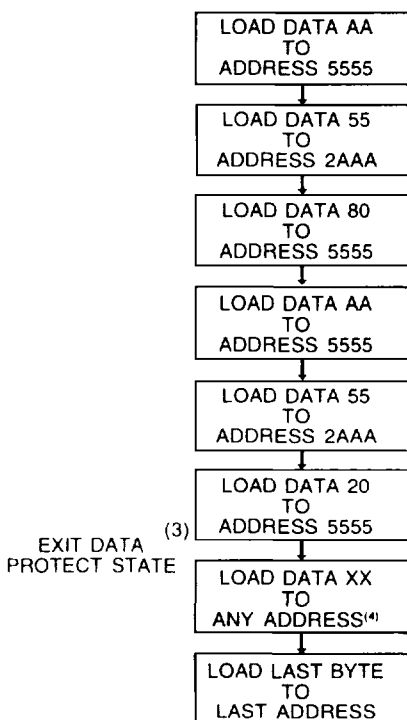 LOAD DATA AA
TO
ADDRESS 5555
LOAD DATA 55
TO
ADDRESS 2AAA
LOAD DATA 80
TO
ADDRESS 5555
LOAD DATA AA
TO
ADDRESS 5555
LOAD DATA 55
TO
ADDRESS 2AAA
LOAD DATA 20
TO
ADDRESS 5555
(3)
EXIT DATA
PROTECT STATE
LOAD DATA XX
TO
ANY ADDRESS(4)
LOAD LAST BYTE
TO
LAST ADDRESS